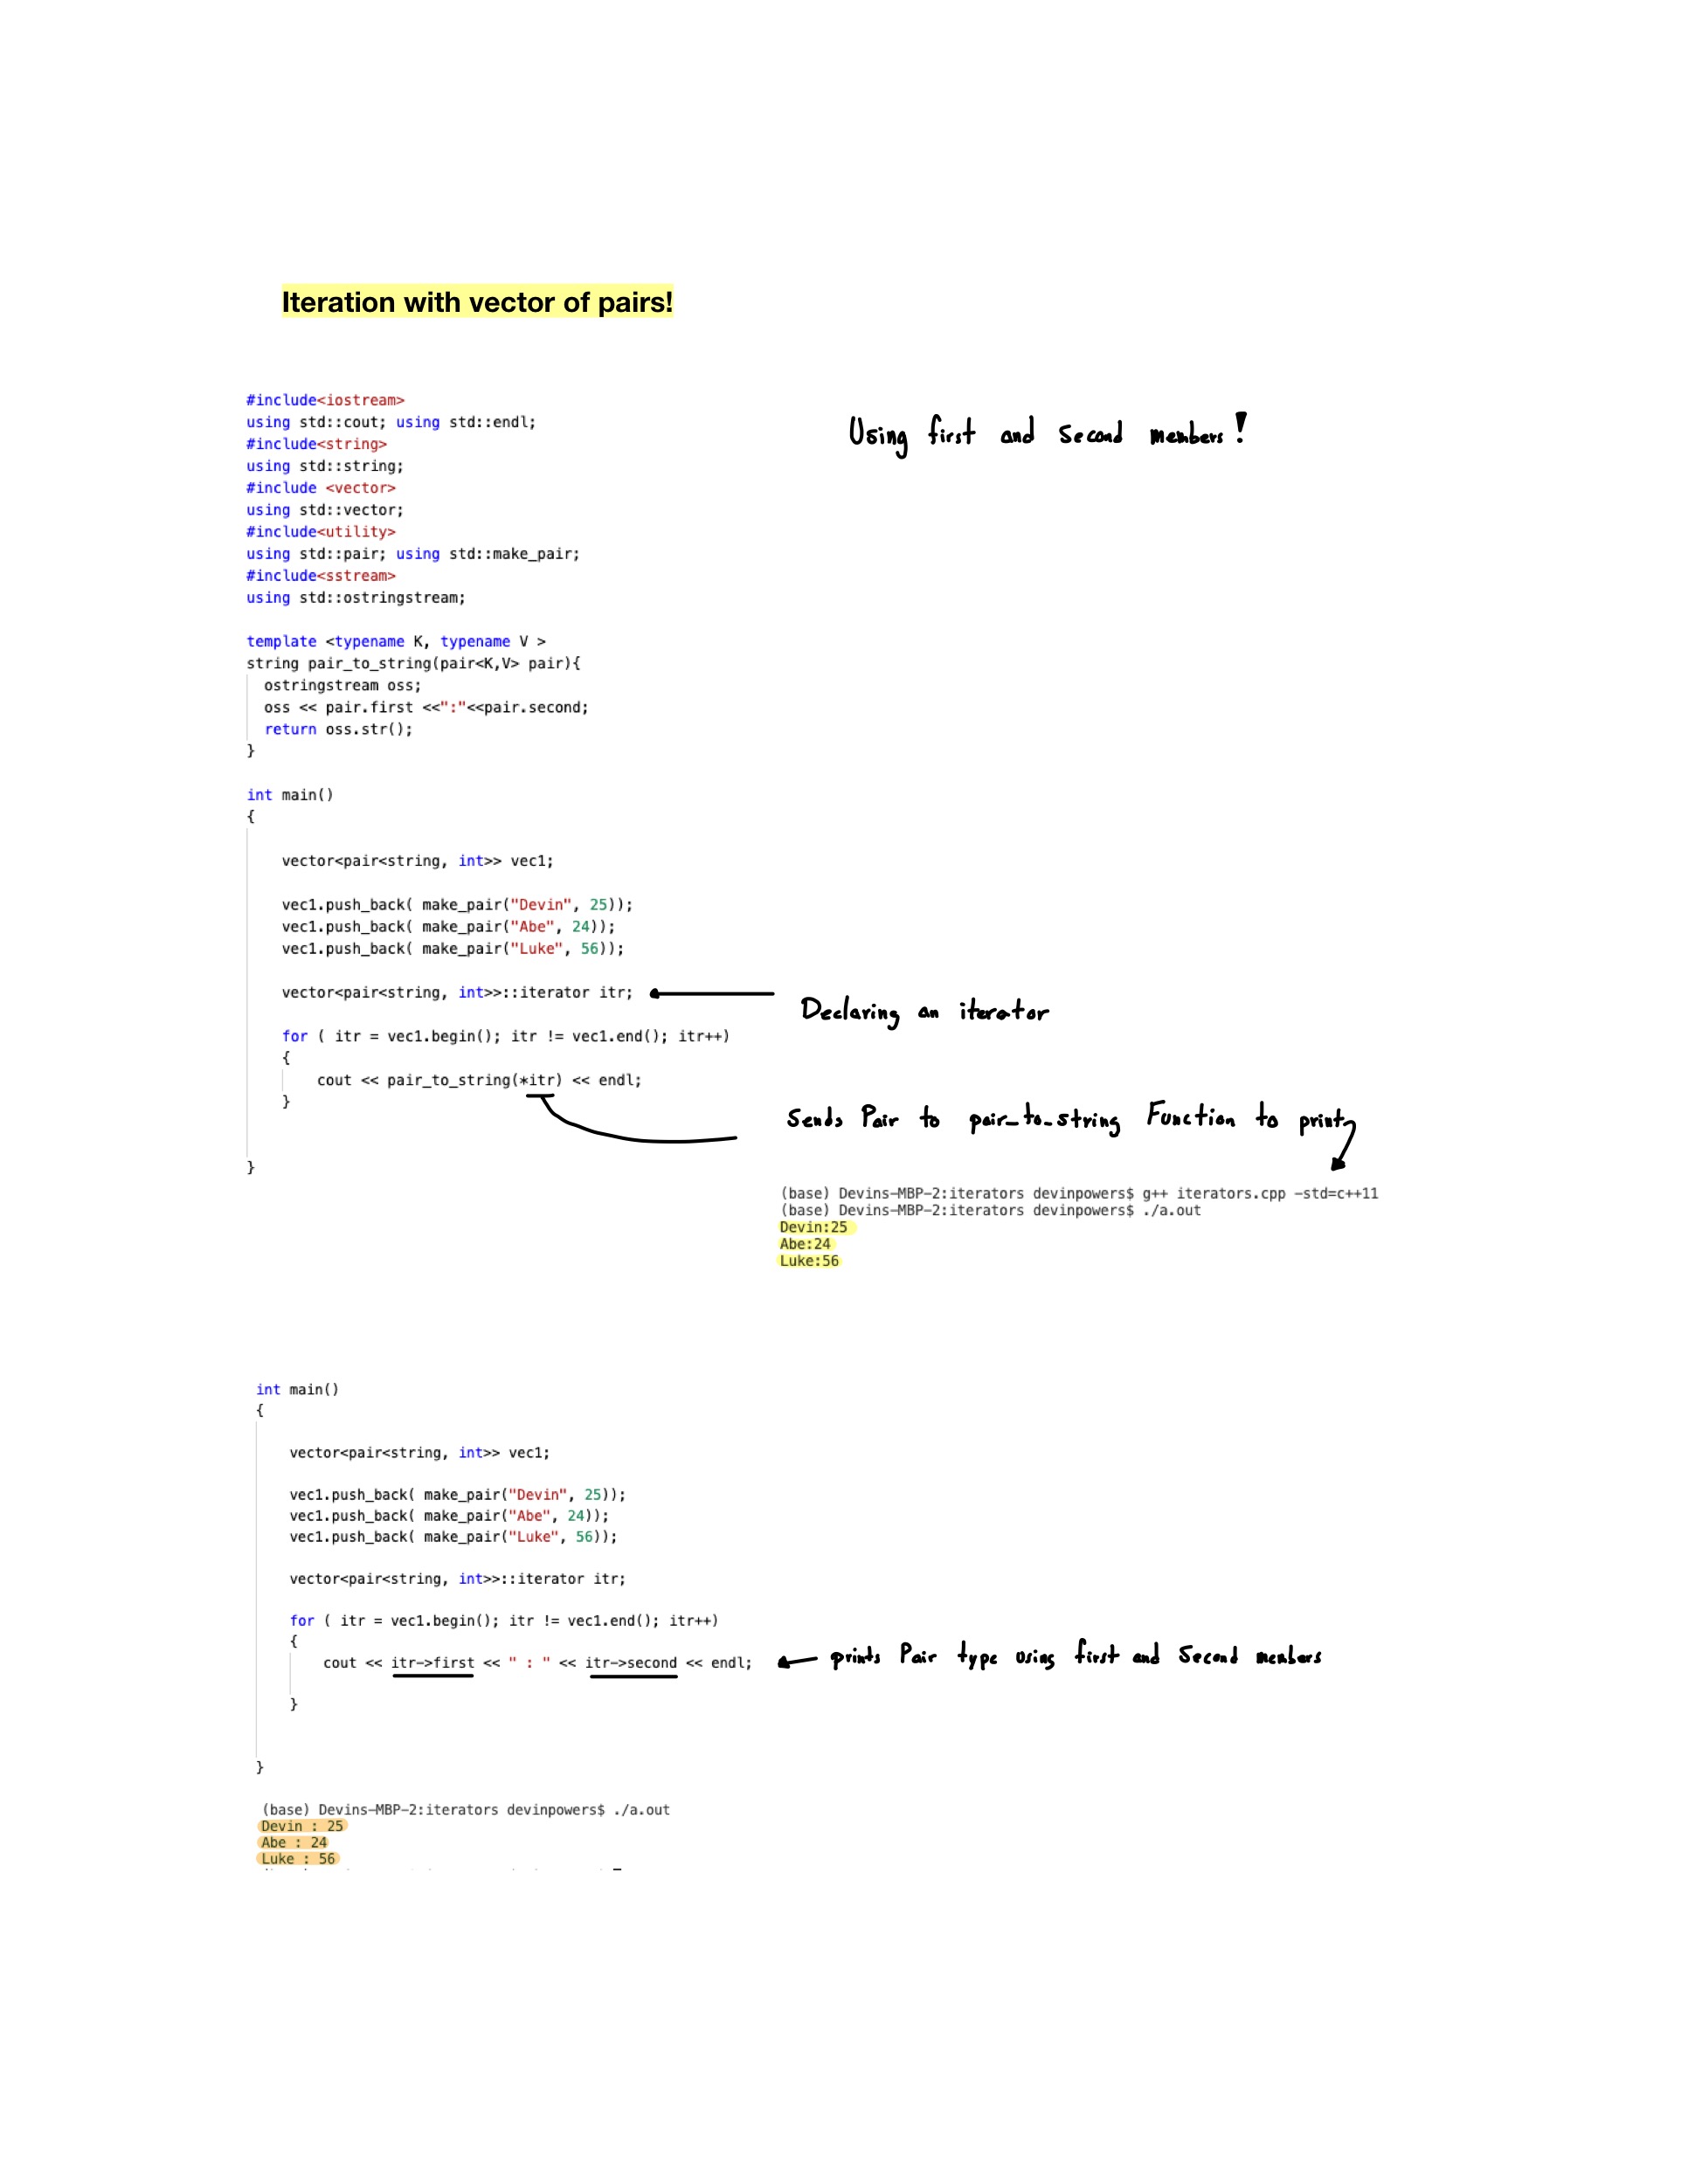 Iteration with vector of pairs!
#include<iostream>
using std::cout; using std::endl;
Using first and second members!
#include<string>
using std::string;
#include <vector>
using std::vector;
#include<utility>
using std::pair; using std::make_pair;
#include<sstream>
using std::ostringstream;
template <typename K, typename V >
string pair_to_string(pair<K,V> pair){
ostringstream oss;
oss << pair.first <<":"<<pair.second;
return oss.str();
}
int main()
{
vector<pair<string, int>> vec1;
vec1.push_back( make_pair("Devin", 25));
vec1.push_back( make_pair("Abe", 24));
vec1.push_back( make_pair("Luke", 56));
vector<pair<string, int>>::iterator itr;
Declaring an iterator
for ( itr = vec1.begin(); itr != vec1.end(); itr++)
{
cout << pair_to_string(*itr) << endl;
}
Sends Pair to pair_to_string Function to print
}
(base) Devins-MBP-2:iterators devinpowers$ g++ iterators.cpp -std=c++11
(base) Devins-MBP-2:iterators devinpowers$ ./a.out
Devin:25
Abe:24
Luke:56
int main()
{
vector<pair<string, int>> vec1;
vec1.push_back( make_pair("Devin", 25));
vec1.push_back( make_pair("Abe", 24));
vec1.push_back( make_pair("Luke", 56));
vector<pair<string, int>>::iterator itr;
for ( itr = vec1.begin(); itr != vec1.end(); itr++)
{
cout << itr->first << " : " << itr->second << endl;
prints Pair type using first and second members
}
}
(base) Devins-MBP-2:iterators devinpowers$ ./a.out
Devin : 25
Abe : 24
Luke : 56